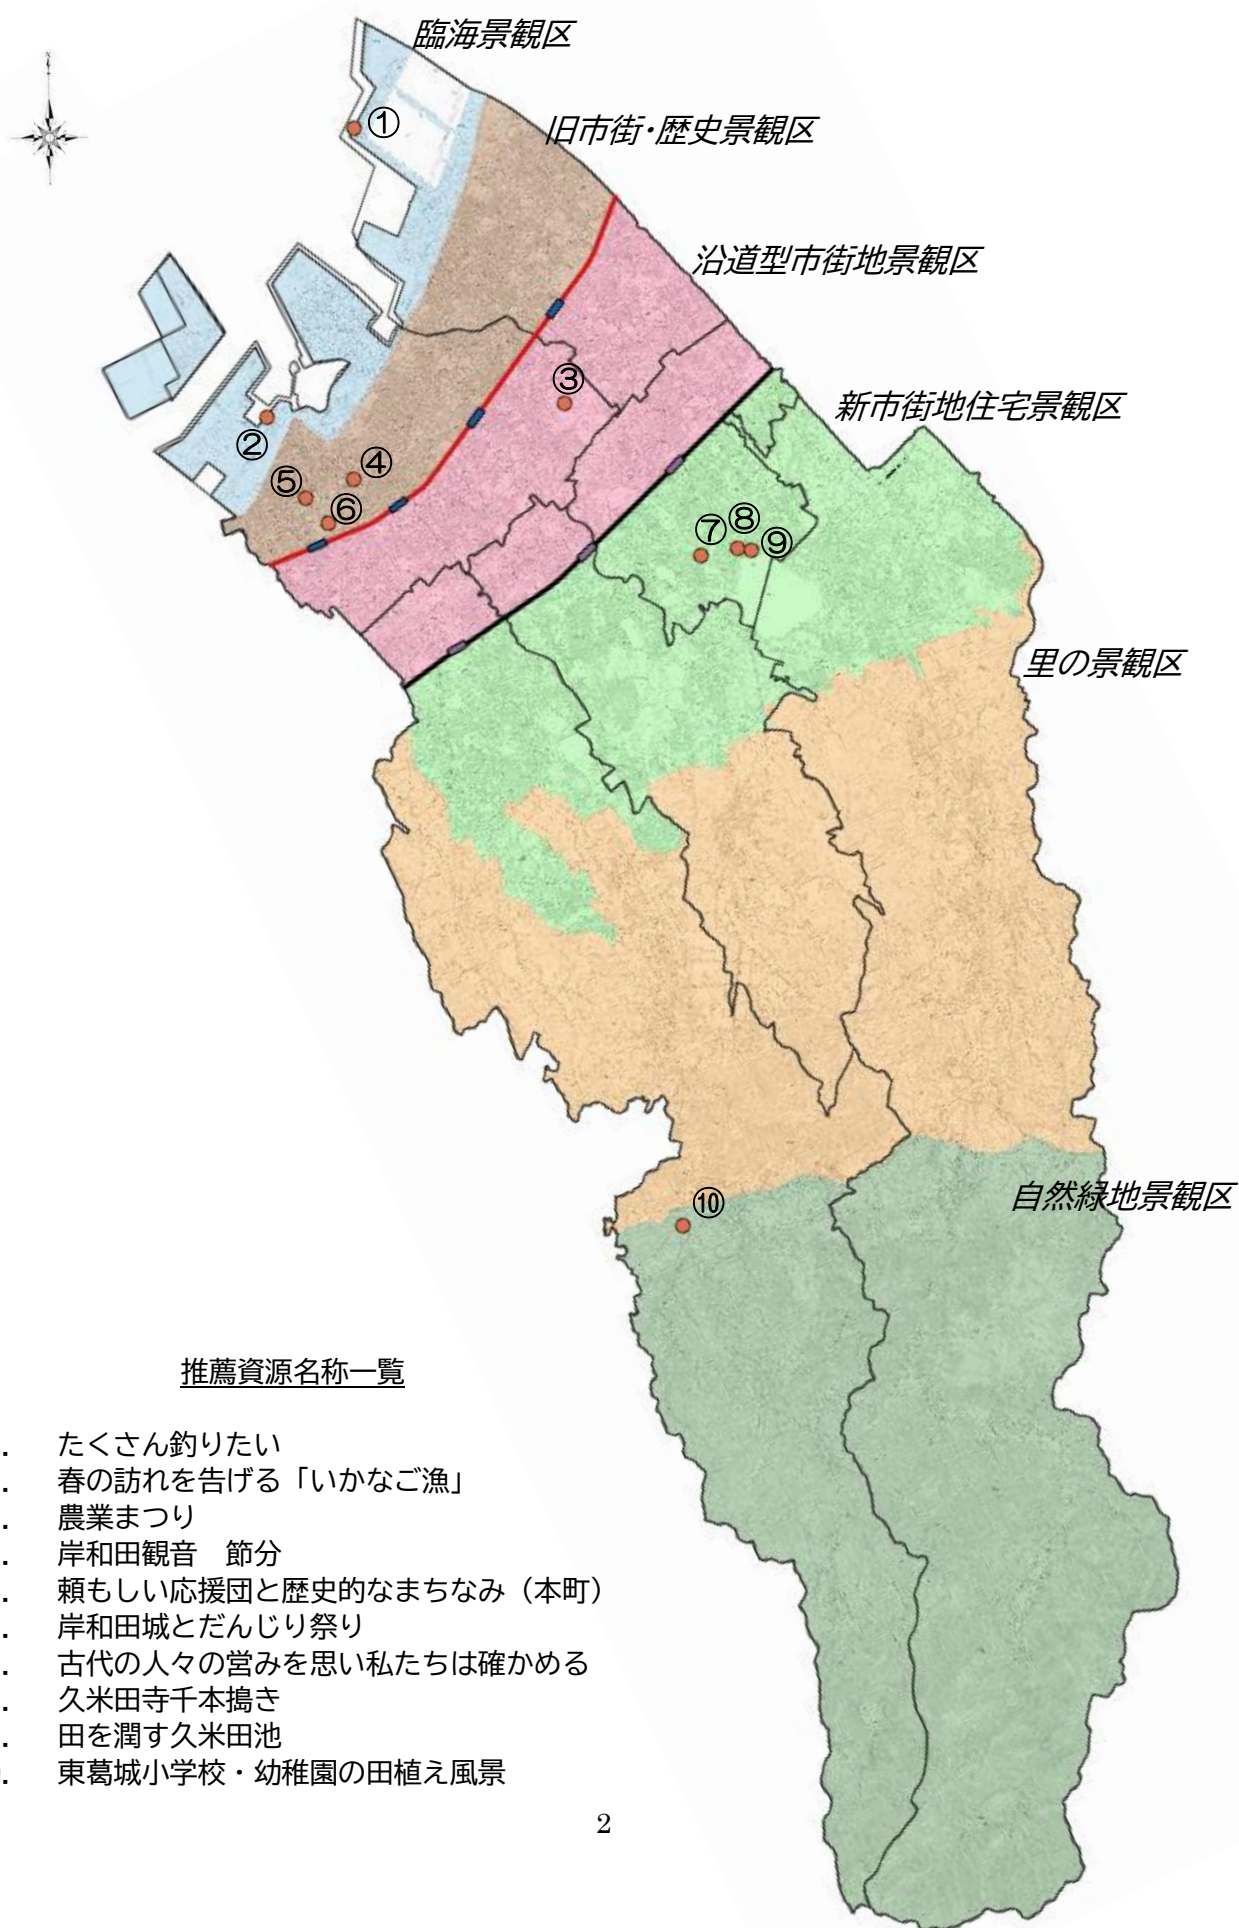 臨海景観区
①
旧市街・歴史景観区
沿道型市街地景観区
③
新市街地住宅景観区
②
④
⑤
⑥
⑦
⑧
⑨
里の景観区
自然緑地景観区
⑩
推薦資源名称一覧
. たくさん釣りたい
. 春の訪れを告げる「いかなご漁」
. 農業まつり
. 岸和田観音 節分
. 頼もしい応援団と歴史的なまちなみ（本町）
. 岸和田城とだんじり祭り
. 古代の人々の営みを思い私たちは確かめる
. 久米田寺千本搗き
. 田を潤す久米田池
. 東葛城小学校・幼稚園の田植え風景
2